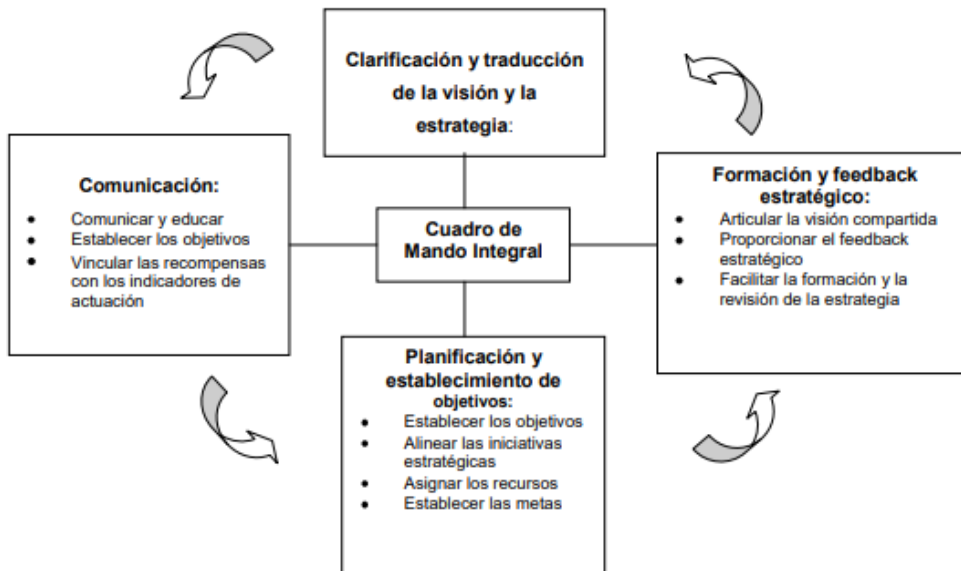 Clarificación y traducción
de la visión y la
estrategia:
Comunicación:
• Comunicar y educar
• Establecer los objetivos
• Vincular las recompensas
con los indicadores de
actuación
Cuadro de
Mando Integral
Formación y feedback
estratégico:
• Articular la visión compartida
• Proporcionar el feedback
estratégico
• Facilitar la formación y la
revisión de la estrategia
Planificación y
establecimiento de
objetivos:
• Establecer los objetivos
• Alinear las iniciativas
estratégicas
• Asignar los recursos
• Establecer las metas